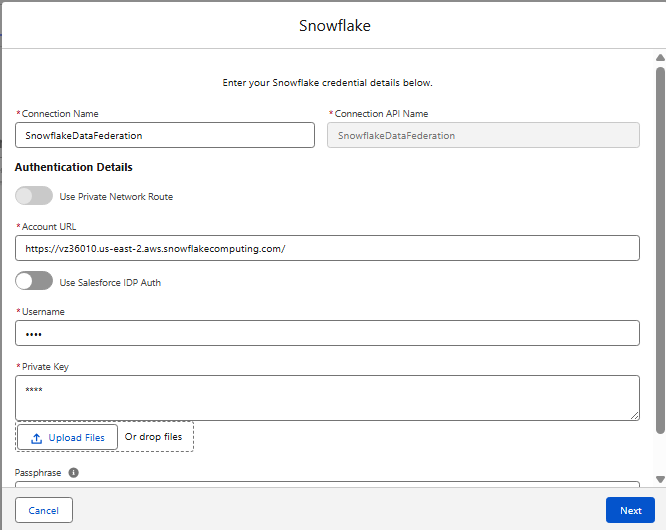 Snowflake
Enter your Snowflake credential details below.
*Connection Name
*Connection API Name
SnowflakeDataFederation
SnowflakeDataFederation
Authentication Details
Use Private Network Route
*Account URL
https://vz36010.us-east-2.aws.snowflakecomputing.com/
Use Salesforce IDP Auth
*Username
••••
*Private Key
****
Upload Files Or drop files
Passphrase
Cancel
Next